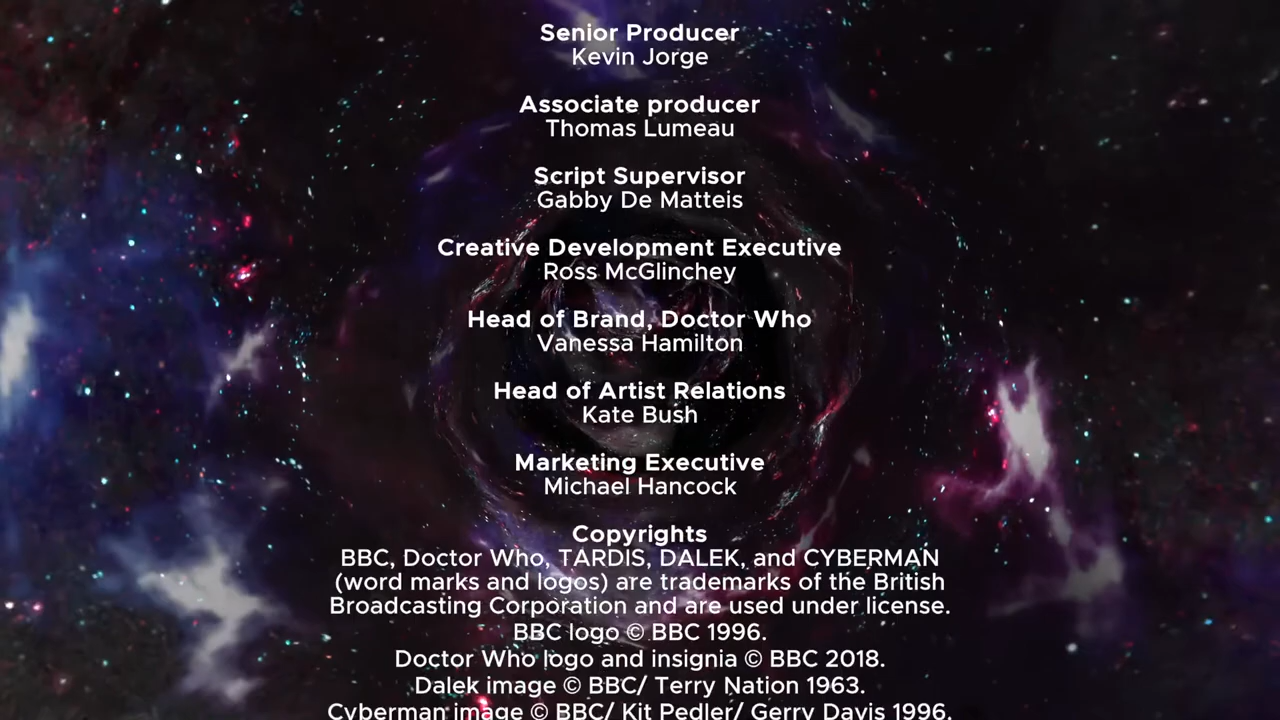 Senior Producer
Kevin Jorge
Associate producer
Thomas Lumeau
Script Supervisor
Gabby De Matteis
Creative Development Executive
Ross McGlinchey
Head of Brand, Doctor Who
Vanessa Hamilton
Head of Artist Relations
Kate Bush
Marketing Executive
Michael Hancock
Copyrights
BBC, Doctor Who, TARDIS, DALEK, and CYBERMAN
(word marks and logos) are trademarks of the British
Broadcasting Corporation and are used under license.
BBC logo © BBC 1996.
Doctor Who logo and insignia © BBC 2018.
Dalek image © BBC/ Terry Nation 1963.
Cyberman image © BBC/ Kit Pedler/ Gerry Davis 1996.